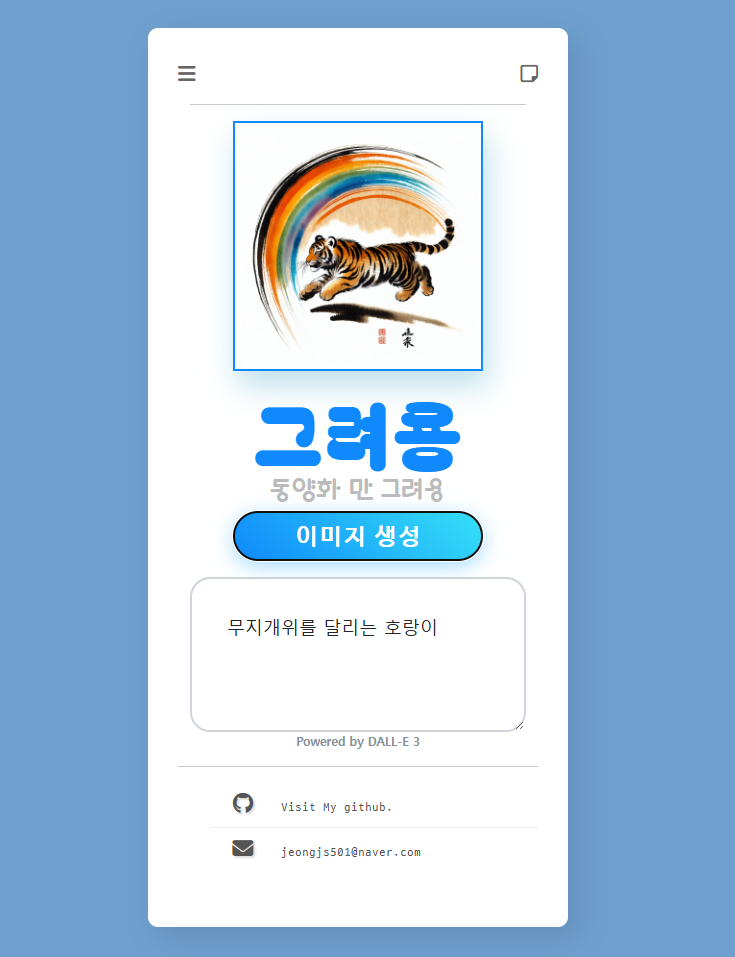 그려용
동양화 만 그려용
이미지 생성
무지개위를 달리는 호랑이
Powered by DALL-E 3
Visit My github.
jeongjs501@naver.com